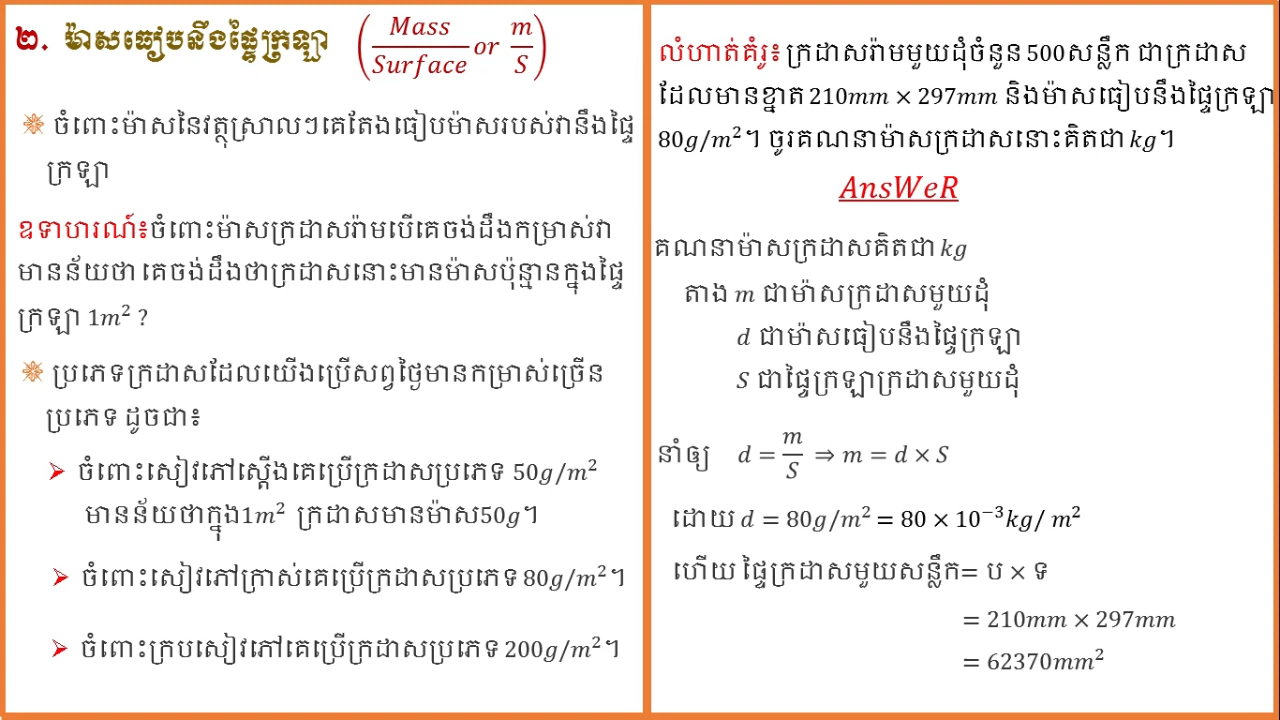 ២. ម៉ាសធៀបនឹងផ្ទៃក្រឡា (Mass/Surface or m/S)
ចំពោះម៉ាសនៃវត្ថុស្រាលៗគេតែងធៀបម៉ាសរបស់វានឹងផ្ទៃ
ក្រឡា
ឧទាហរណ៍៖ចំពោះម៉ាសក្រដាសរ៉ាមបើគេចង់ដឹងកម្រាស់វា
មានន័យថា គេចង់ដឹងថាក្រដាសនោះមានម៉ាសប៉ុន្មានក្នុងផ្ទៃ
ក្រឡា 1m² ?
ប្រភេទក្រដាសដែលយើងប្រើសព្វថ្ងៃមានកម្រាស់ច្រើន
ប្រភេទ ដូចជា៖
ចំពោះសៀវភៅស្តើងគេប្រើក្រដាសប្រភេទ 50g/m²
មានន័យថាក្នុង1m² ក្រដាសមានម៉ាស50g។
ចំពោះសៀវភៅក្រាស់គេប្រើក្រដាសប្រភេទ 80g/m²។
ចំពោះក្របសៀវភៅគេប្រើក្រដាសប្រភេទ 200g/m²។
លំហាត់គំរូ៖ ក្រដាសរ៉ាមមួយដុំចំនួន 500សន្លឹក ជាក្រដាស
ដែលមានខ្នាត 210mm × 297mm និងម៉ាសធៀបនឹងផ្ទៃក្រឡា
80g/m²។ ចូរគណនាម៉ាសក្រដាសនោះគិតជា kg។
AnsWeR
គណនាម៉ាសក្រដាសគិតជា kg
តាង m ជាម៉ាសក្រដាសមួយដុំ
d ជាម៉ាសធៀបនឹងផ្ទៃក្រឡា
S ជាផ្ទៃក្រឡាក្រដាសមួយដុំ
នាំឲ្យ d = m/S ⇒ m = d × S
ដោយ d = 80g/m² = 80 × 10⁻³kg/ m²
ហើយ ផ្ទៃក្រដាសមួយសន្លឹក= ប × ទ
= 210mm × 297mm
= 62370mm²